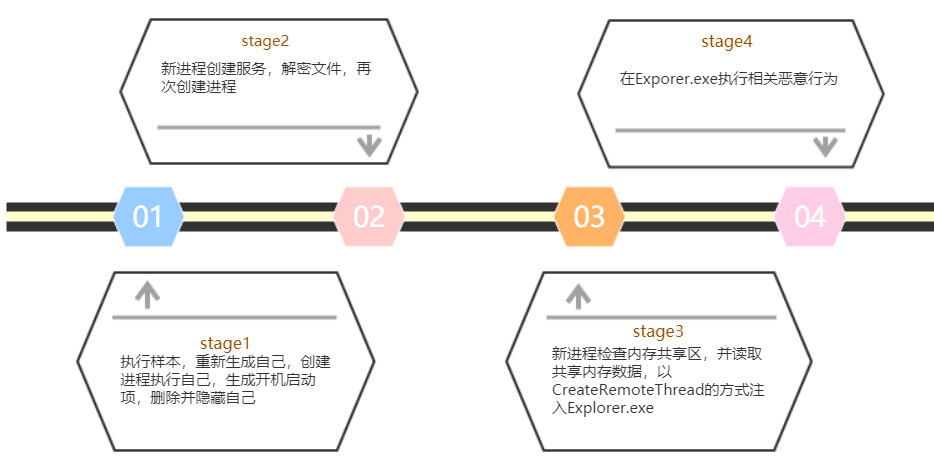 stage2
新进程创建服务，解密文件，再
次创建进程
stage4
在Exporer.exe执行相关恶意行为
01
02
03
04
stage1
执行样本，重新生成自己，创建
进程执行自己，生成开机启动
项，删除并隐藏自己
stage3
新进程检查内存共享区，并读取
共享内存数据，以
CreateRemoteThread的方式注
入Explorer.exe